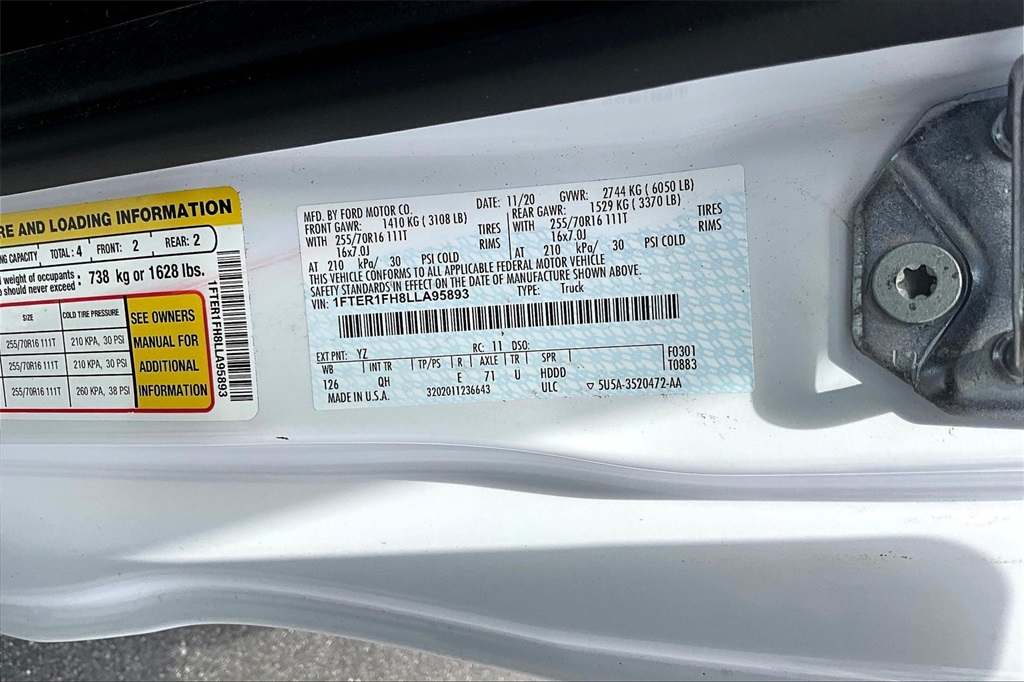 RE AND LOADING INFORMATION
NG CAPACITY TOTAL: 4 FRONT: 2 REAR: 2
weight of occupants : 738 kg or 1628 lbs.
should never exceed
SIZE COLD TIRE PRESSURE
255/70R16 111T 210 KPA, 30 PSI
255/70R16 111T 210 KPA, 30 PSI
255/70R16 111T 260 KPA, 38 PSI
SEE OWNERS
MANUAL FOR
ADDITIONAL
INFORMATION
1FTER1FH8LLA95893
MFD. BY FORD MOTOR CO. DATE: 11/20 GVWR: 2744 KG ( 6050 LB)
FRONT GAWR: 1410 KG ( 3108 LB) REAR GAWR: 1529 KG ( 3370 LB)
WITH 255/70R16 111T TIRES 255/70R16 111T TIRES
16x7.0J RIMS 16x7.0J RIMS
AT 210 kPa/ 30 PSI COLD AT 210 kPa/ 30 PSI COLD
THIS VEHICLE CONFORMS TO ALL APPLICABLE FEDERAL MOTOR VEHICLE
SAFETY STANDARDS IN EFFECT ON THE DATE OF MANUFACTURE SHOWN ABOVE.
VIN: 1FTER1FH8LLA95893 TYPE: Truck
EXT PNT: YZ RC: 11 DSO:
WB INT TR TP/PS R AXLE TR SPR F0301
126 QH E 71 U HDDD T0883
MADE IN U.S.A. 3202011236643 ULC ▽ 5U5A-3520472-AA